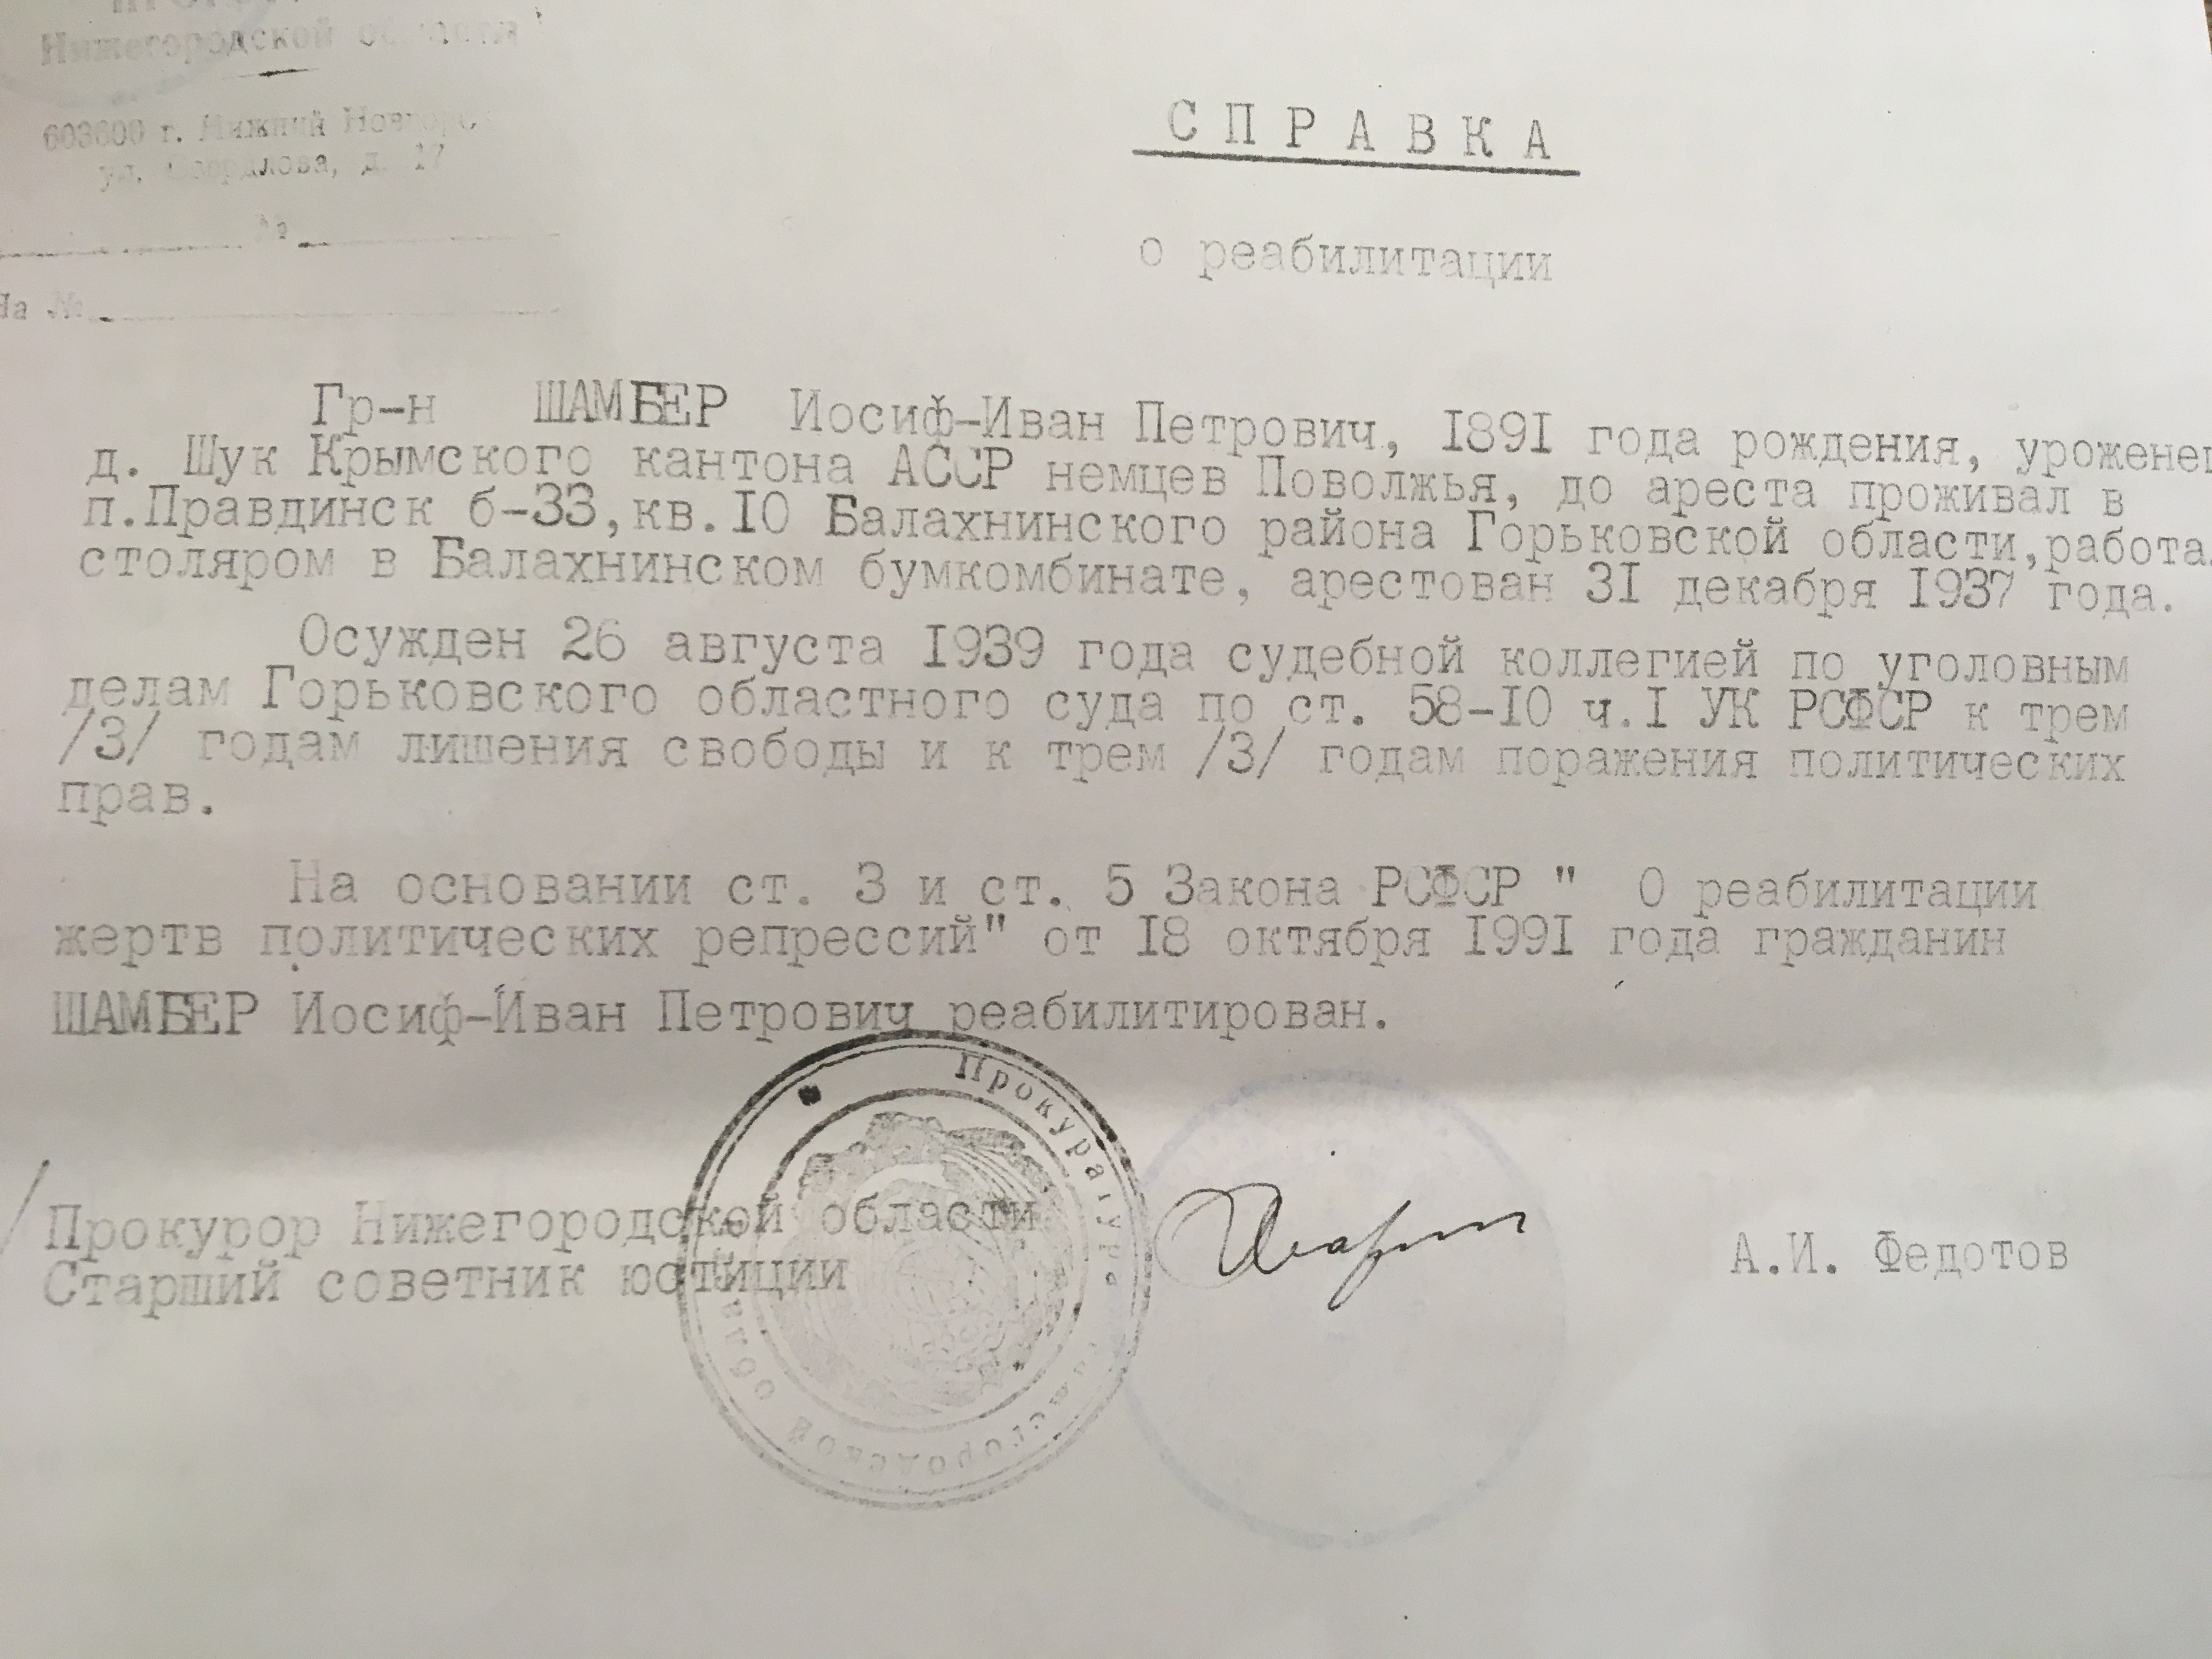 Нижегородской области
603600 г. Нижний Новгоро
ул. Свердлова, д. 17
№
На №
СПРАВКА
о реабилитации
Гр-н ШАМБЕР Иосиф-Иван Петрович, 1891 года рождения, уроженец
д. Шук Крымского кантона АССР немцев Поволжья, до ареста проживал в
п.Правдинск б-33,кв.10 Балахнинского района Горьковской области,работа
столяром в Балахнинском бумкомбинате, арестован 31 декабря 1937 года.
Осужден 26 августа 1939 года судебной коллегией по уголовным
делам Горьковского областного суда по ст. 58-10 ч.1 УК РСФСР к трем
/3/ годам лишения свободы и к трем /3/ годам поражения политических
прав.
На основании ст. 3 и ст. 5 Закона РСФСР " О реабилитации
жертв политических репрессий" от 18 октября 1991 года гражданин
ШАМБЕР Иосиф-Иван Петрович реабилитирован.
Прокуратура
Нижегородской
Прокурор Нижегородской области
Старший советник юстиции
А.И. Федотов